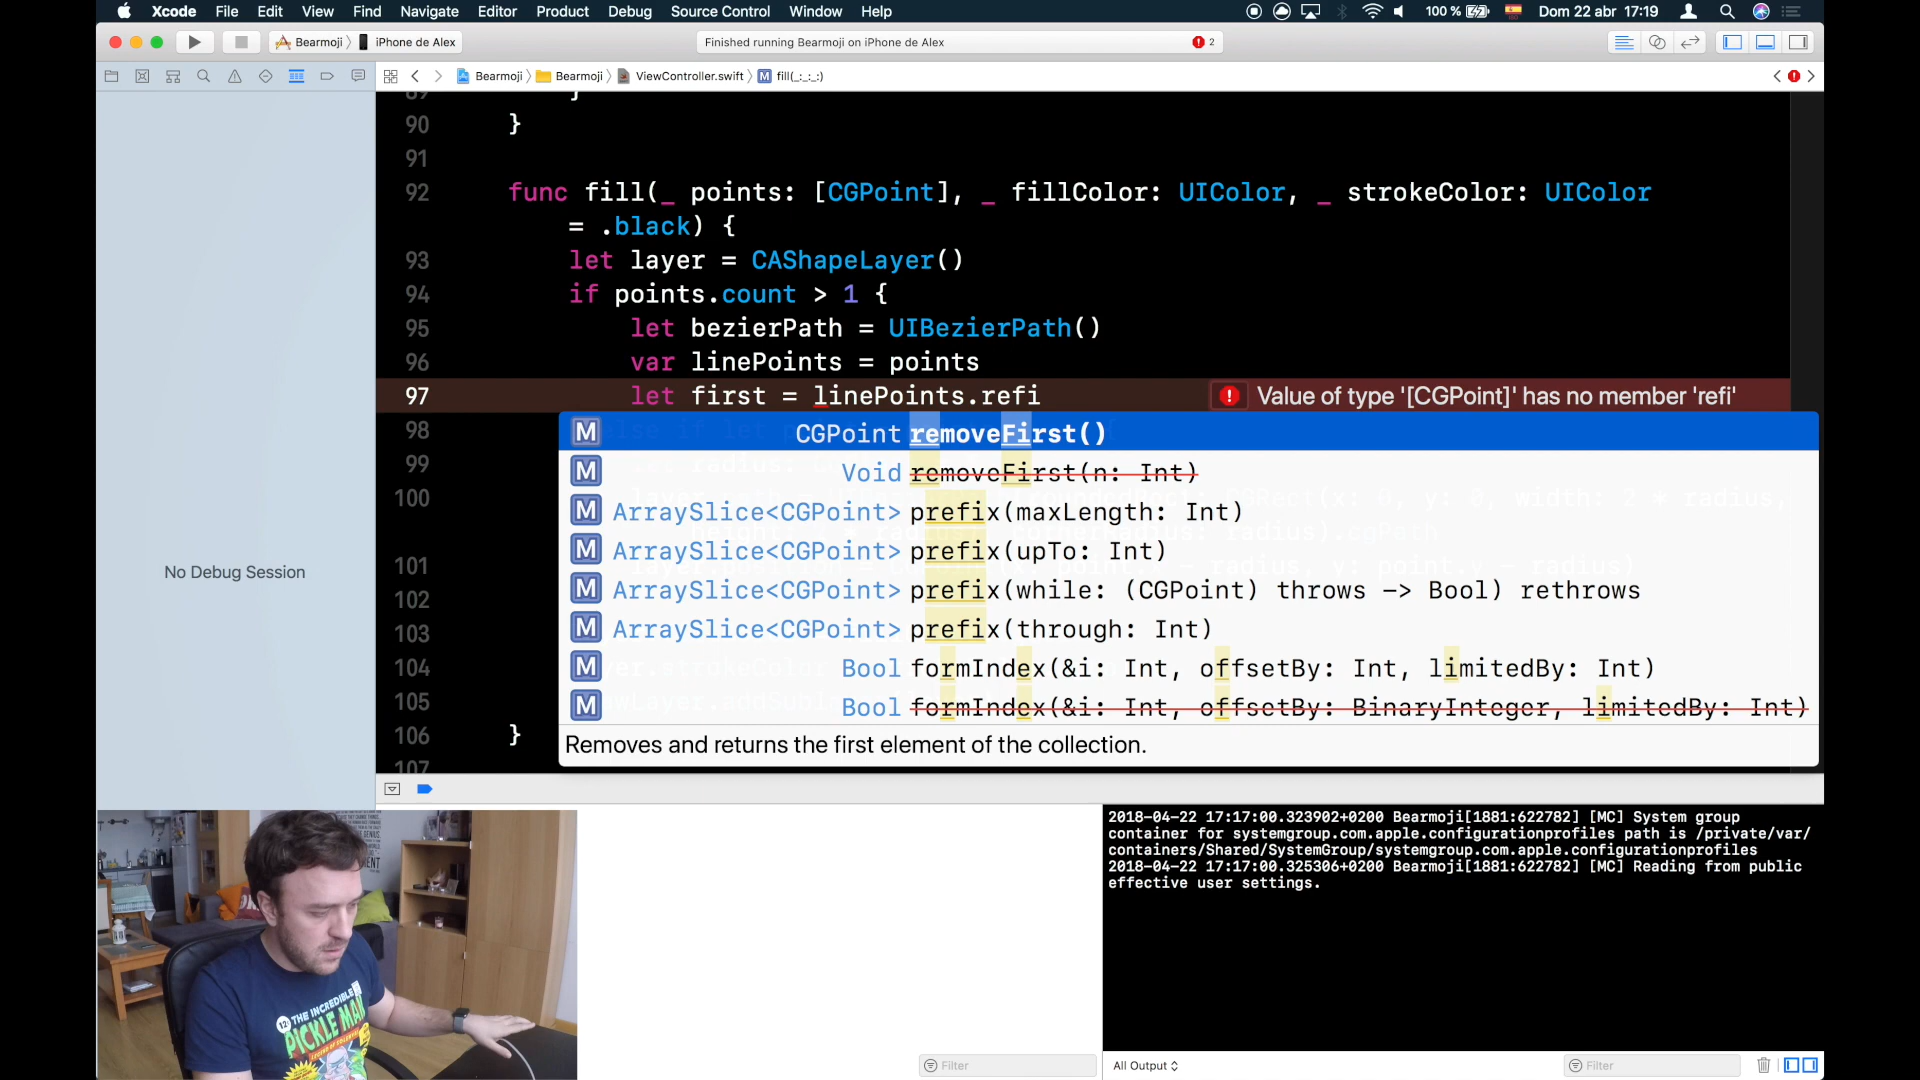 Xcode File Edit View Find Navigate Editor Product Debug Source Control Window Help 100 % Dom 22 abr 17:19
Bearmoji iPhone de Alex Finished running Bearmoji on iPhone de Alex 2
Bearmoji Bearmoji ViewController.swift M fill(_:_:_:)
89 }
90 }
91
92 func fill(_ points: [CGPoint], _ fillColor: UIColor, _ strokeColor: UIColor
= .black) {
93 let layer = CAShapeLayer()
94 if points.count > 1 {
95 let bezierPath = UIBezierPath()
96 var linePoints = points
97 let first = linePoints.refi Value of type '[CGPoint]' has no member 'refi'
98
99
100
101
102
103
104
105
106 }
107
M CGPoint removeFirst()
M Void removeFirst(n: Int)
M ArraySlice<CGPoint> prefix(maxLength: Int)
M ArraySlice<CGPoint> prefix(upTo: Int)
M ArraySlice<CGPoint> prefix(while: (CGPoint) throws -> Bool) rethrows
M ArraySlice<CGPoint> prefix(through: Int)
M Bool formIndex(&i: Int, offsetBy: Int, limitedBy: Int)
M Bool formIndex(&i: Int, offsetBy: BinaryInteger, limitedBy: Int)
Removes and returns the first element of the collection.
No Debug Session
2018-04-22 17:17:00.323902+0200 Bearmoji[1881:622782] [MC] System group
container for systemgroup.com.apple.configurationprofiles path is /private/var/
containers/Shared/SystemGroup/systemgroup.com.apple.configurationprofiles
2018-04-22 17:17:00.325306+0200 Bearmoji[1881:622782] [MC] Reading from public
effective user settings.
THE INCREDIBLE
PICKLE MAN
Filter
All Output
Filter